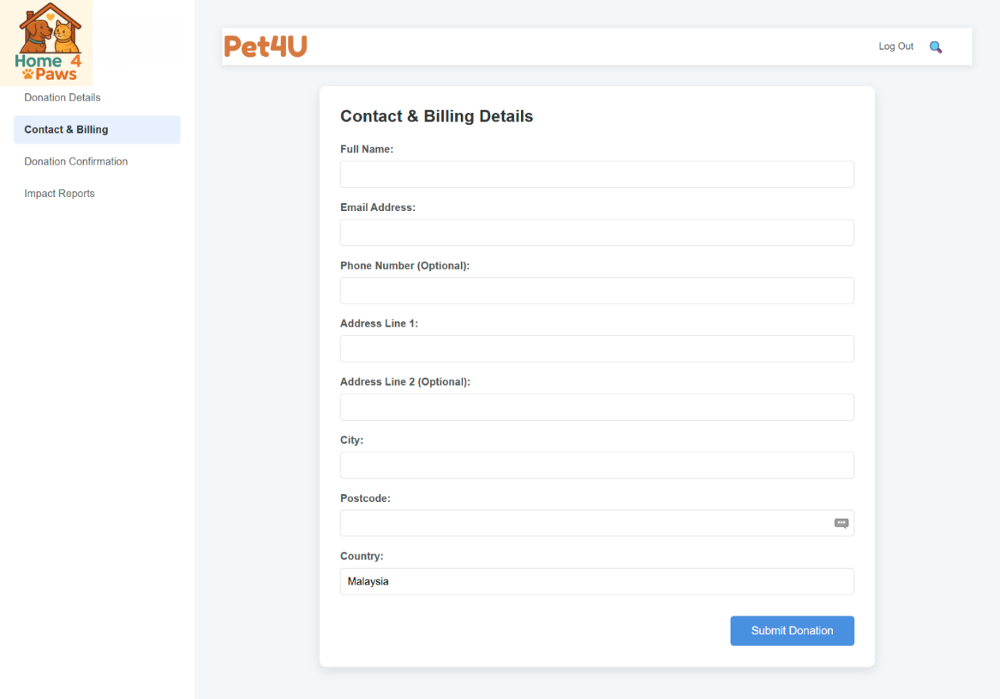 Home 4
Paws
Donation Details
Contact & Billing
Donation Confirmation
Impact Reports
Pet4U
Log Out
Contact & Billing Details
Full Name:
Email Address:
Phone Number (Optional):
Address Line 1:
Address Line 2 (Optional):
City:
Postcode:
Country:
Malaysia
Submit Donation